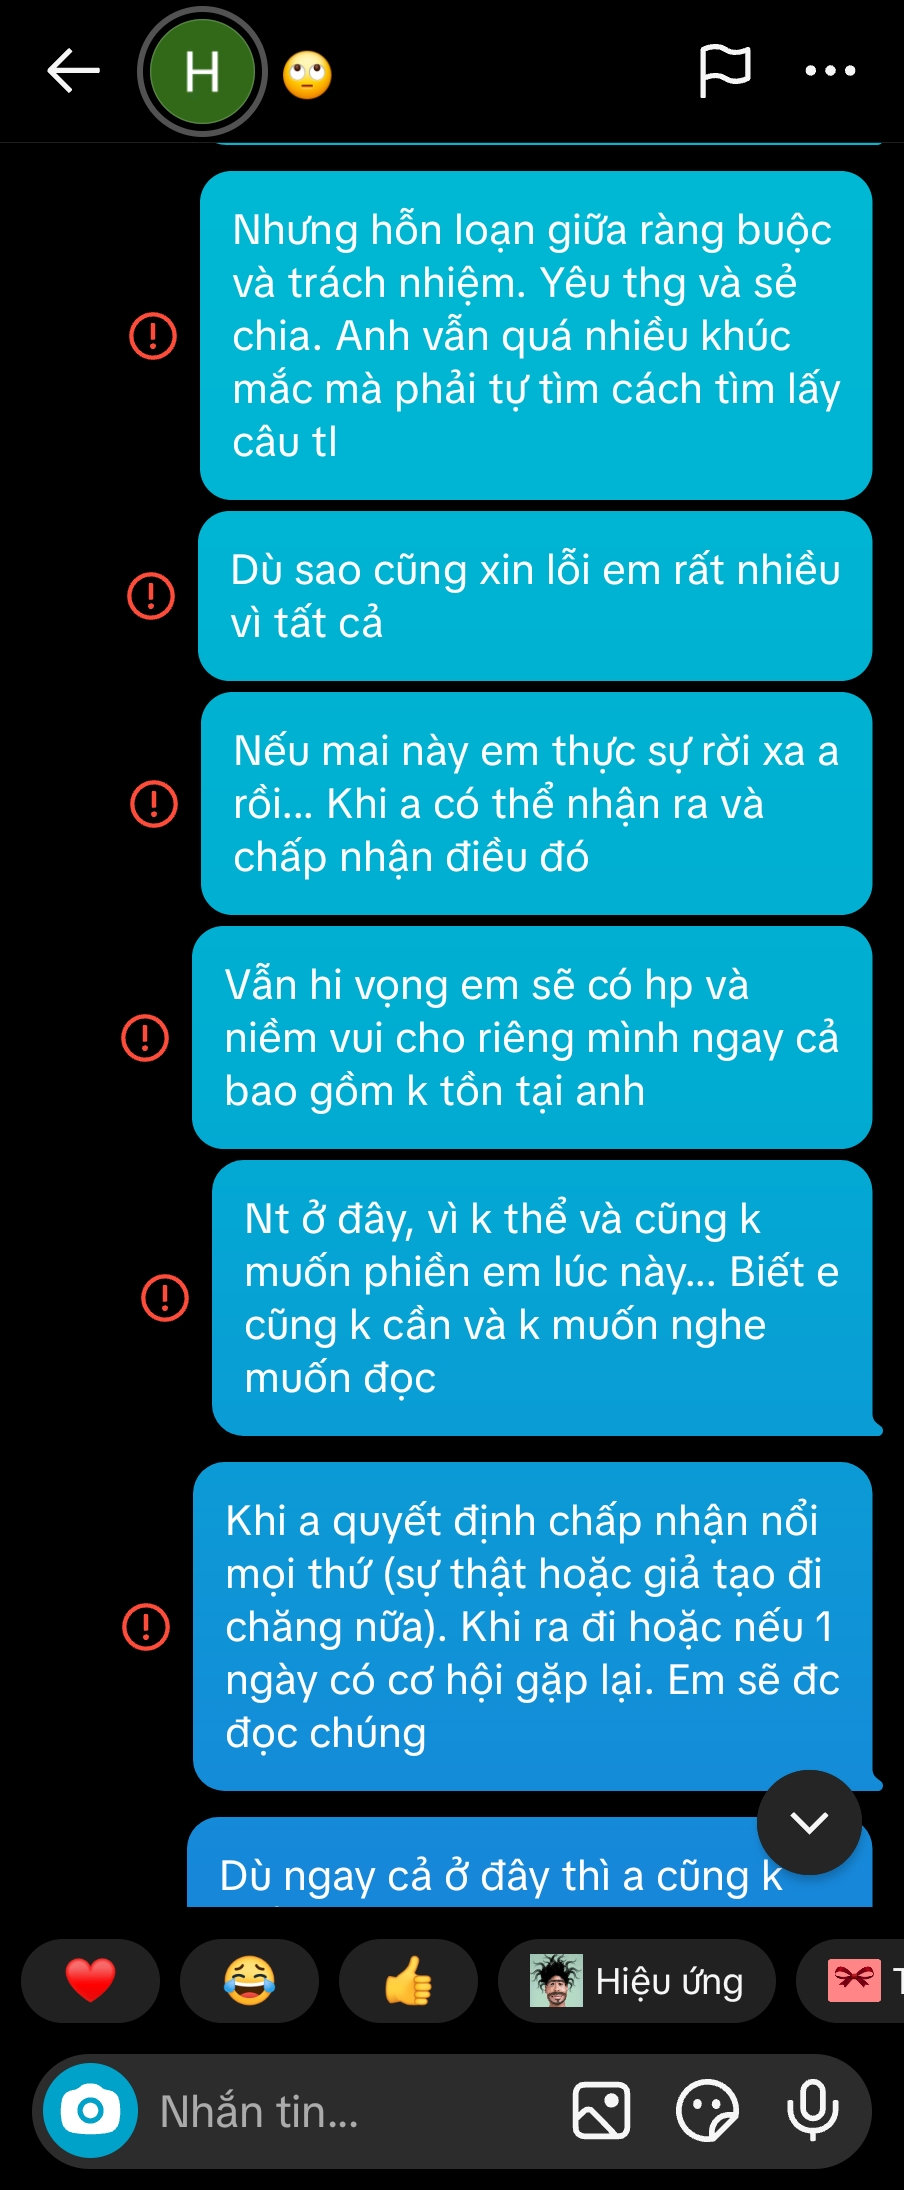 H 🙄
Nhưng hỗn loạn giữa ràng buộc
và trách nhiệm. Yêu thg và sẻ
chia. Anh vẫn quá nhiều khúc
mắc mà phải tự tìm cách tìm lấy
câu tl
Dù sao cũng xin lỗi em rất nhiều
vì tất cả
Nếu mai này em thực sự rời xa a
rồi... Khi a có thể nhận ra và
chấp nhận điều đó
Vẫn hi vọng em sẽ có hp và
niềm vui cho riêng mình ngay cả
bao gồm k tồn tại anh
Nt ở đây, vì k thể và cũng k
muốn phiền em lúc này... Biết e
cũng k cần và k muốn nghe
muốn đọc
Khi a quyết định chấp nhận nổi
mọi thứ (sự thật hoặc giả tạo đi
chăng nữa). Khi ra đi hoặc nếu 1
ngày có cơ hội gặp lại. Em sẽ đc
đọc chúng
Dù ngay cả ở đây thì a cũng k
Hiệu ứng
Nhắn tin...